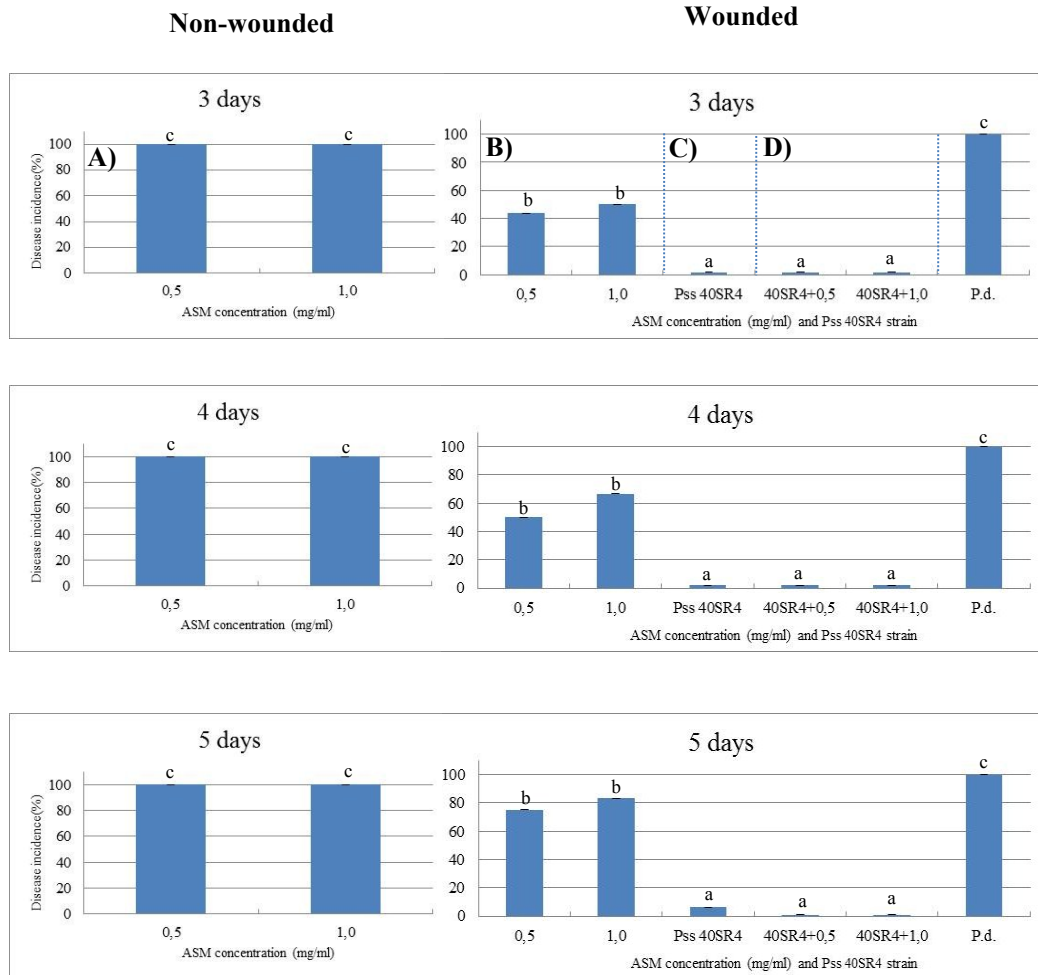 Non-wounded
Wounded
3 days
Disease incidence(%)
100
80
60
40
20
0
A)
c
c
0,5
1,0
ASM concentration (mg/ml)
3 days
100
80
60
40
20
0
B)
C)
D)
b
b
a
a
a
c
0,5
1,0
Pss 40SR4
40SR4+0,5
40SR4+1,0
P.d.
ASM concentration (mg/ml) and Pss 40SR4 strain
4 days
Disease incidence(%)
100
80
60
40
20
0
c
c
0,5
1,0
ASM concentration (mg/ml)
4 days
100
80
60
40
20
0
b
b
a
a
a
c
0,5
1,0
Pss 40SR4
40SR4+0,5
40SR4+1,0
P.d.
ASM concentration (mg/ml) and Pss 40SR4 strain
5 days
Disease incidence(%)
100
80
60
40
20
0
c
c
0,5
1,0
ASM concentration (mg/ml)
5 days
100
80
60
40
20
0
b
b
a
a
a
c
0,5
1,0
Pss 40SR4
40SR4+0,5
40SR4+1,0
P.d.
ASM concentration (mg/ml) and Pss 40SR4 strain